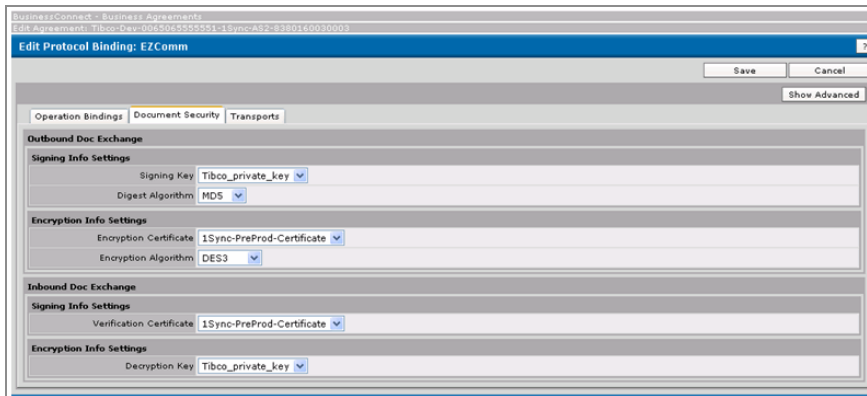 BusinessConnect - Business Agreements
Edit Agreement: Tibco-Dev-0065065555551-1Sync-AS2-8380160030003
Edit Protocol Binding: EZComm
?
Save Cancel
Show Advanced
Operation Bindings Document Security Transports
Outbound Doc Exchange
Signing Info Settings
Signing Key Tibco_private_key
Digest Algorithm MD5
Encryption Info Settings
Encryption Certificate 1Sync-PreProd-Certificate
Encryption Algorithm DES3
Inbound Doc Exchange
Signing Info Settings
Verification Certificate 1Sync-PreProd-Certificate
Encryption Info Settings
Decryption Key Tibco_private_key